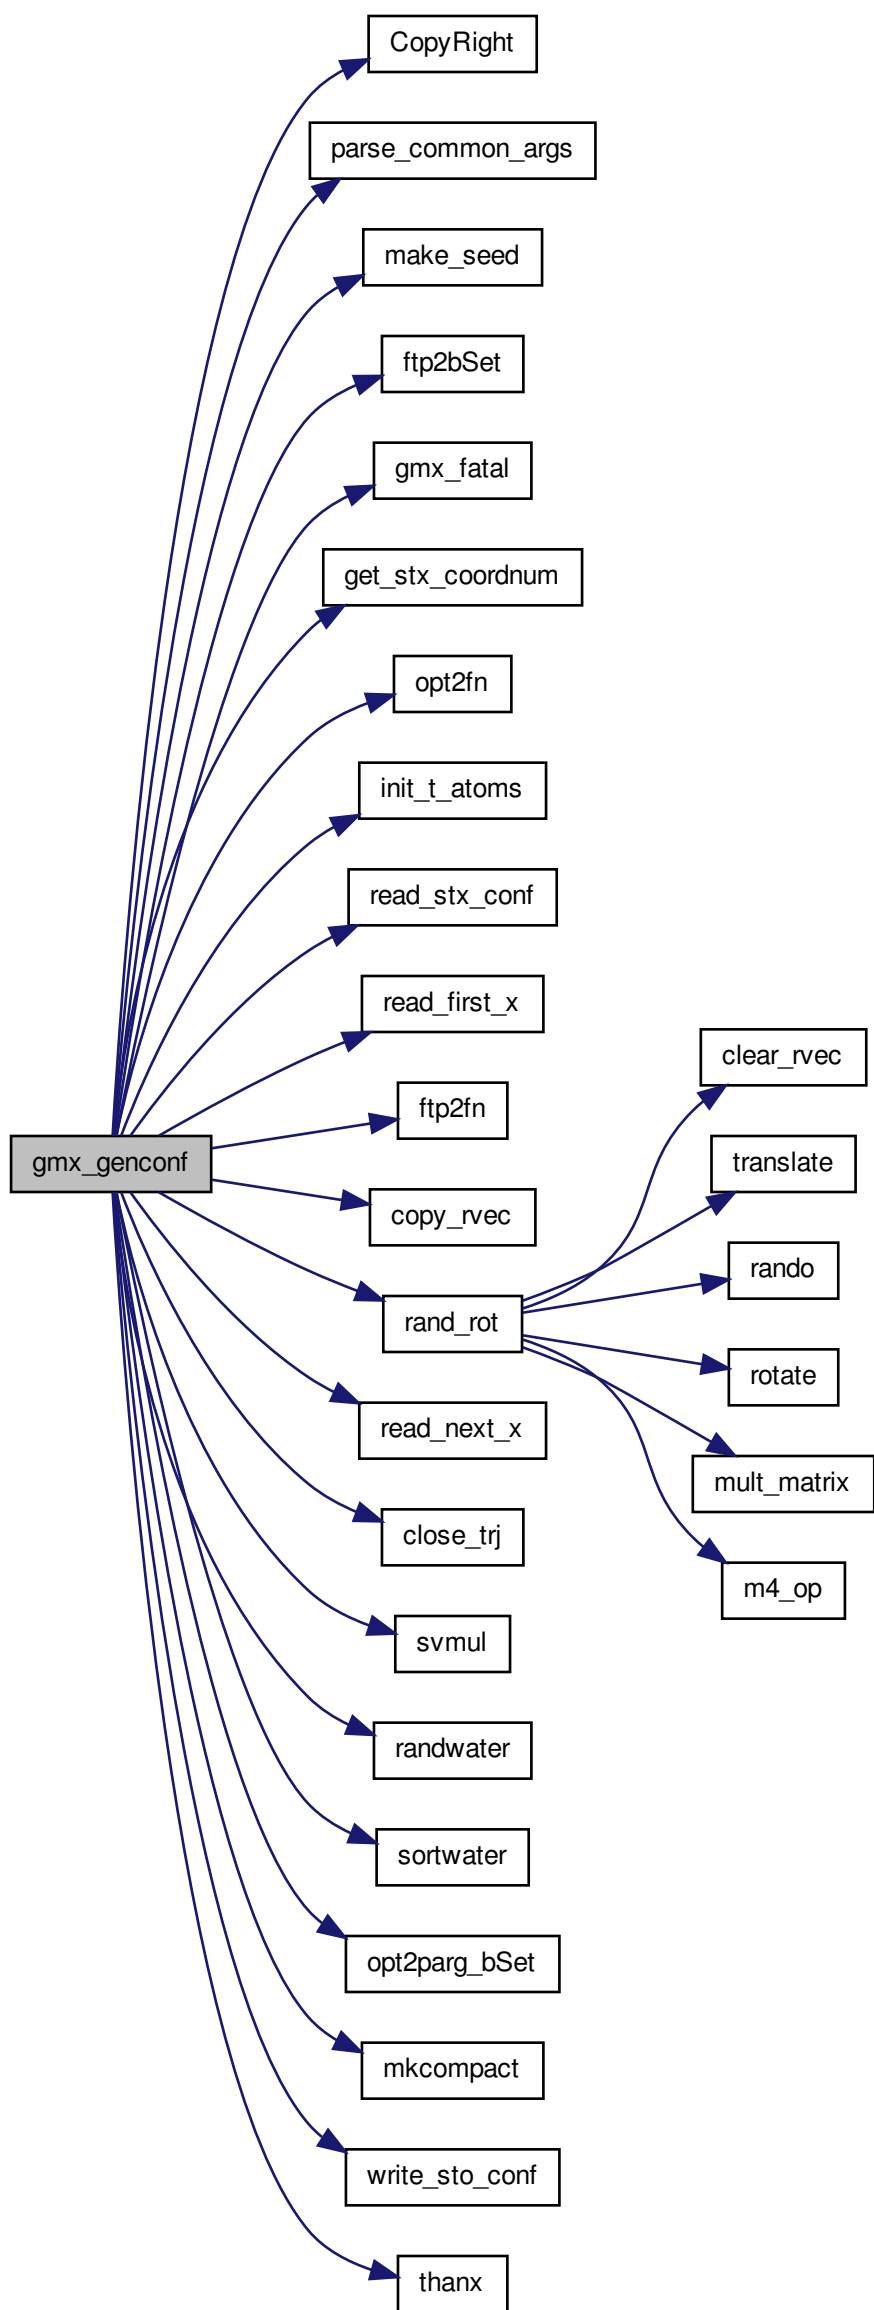 CopyRight
parse_common_args
make_seed
ftp2bSet
gmx_fatal
get_stx_coordnum
opt2fn
init_t_atoms
read_stx_conf
read_first_x
clear_rvec
ftp2fn
gmx_genconf
translate
copy_rvec
rando
rand_rot
rotate
read_next_x
mult_matrix
close_trj
m4_op
svmul
randwater
sortwater
opt2parg_bSet
mkcompact
write_sto_conf
thanx